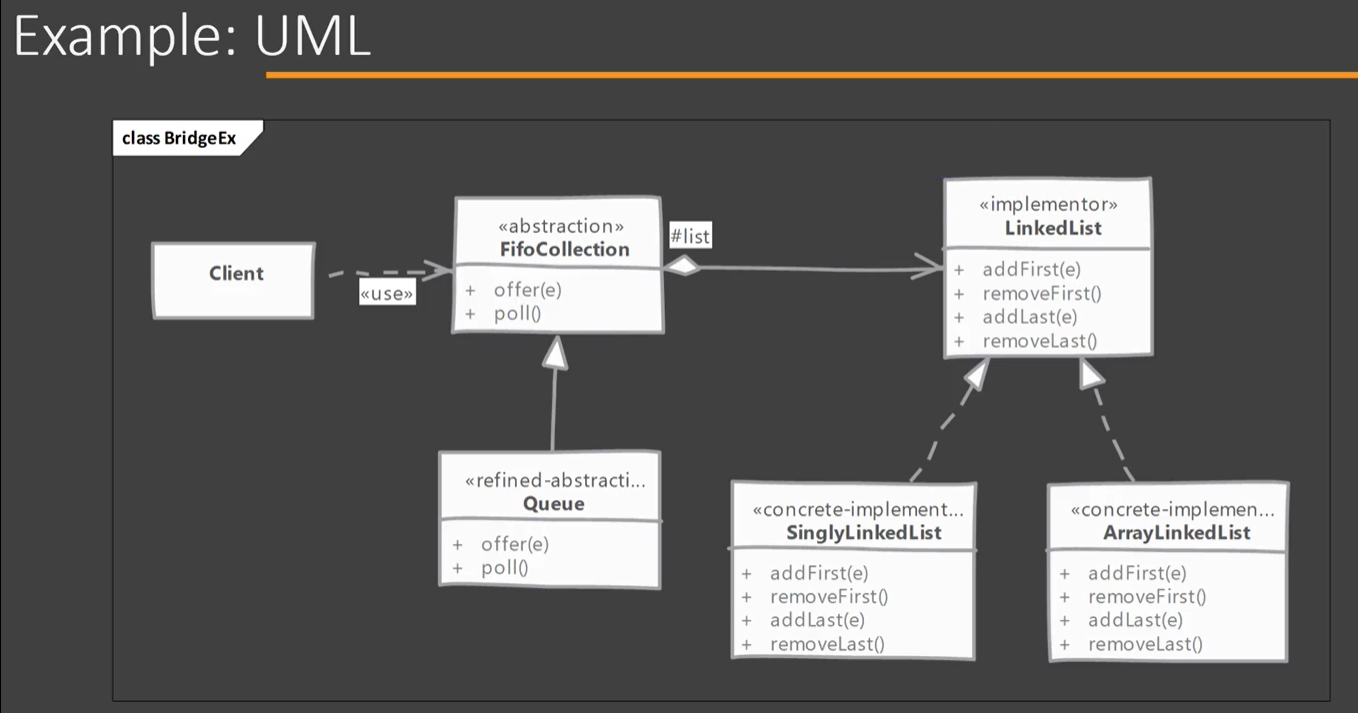 Example: UML
class BridgeEx
Client
«use»
«abstraction»
FifoCollection
+ offer(e)
+ poll()
#list
«implementor»
LinkedList
+ addFirst(e)
+ removeFirst()
+ addLast(e)
+ removeLast()
«refined-abstracti...
Queue
+ offer(e)
+ poll()
«concrete-implement...
SinglyLinkedList
+ addFirst(e)
+ removeFirst()
+ addLast(e)
+ removeLast()
«concrete-implemen...
ArrayLinkedList
+ addFirst(e)
+ removeFirst()
+ addLast(e)
+ removeLast()